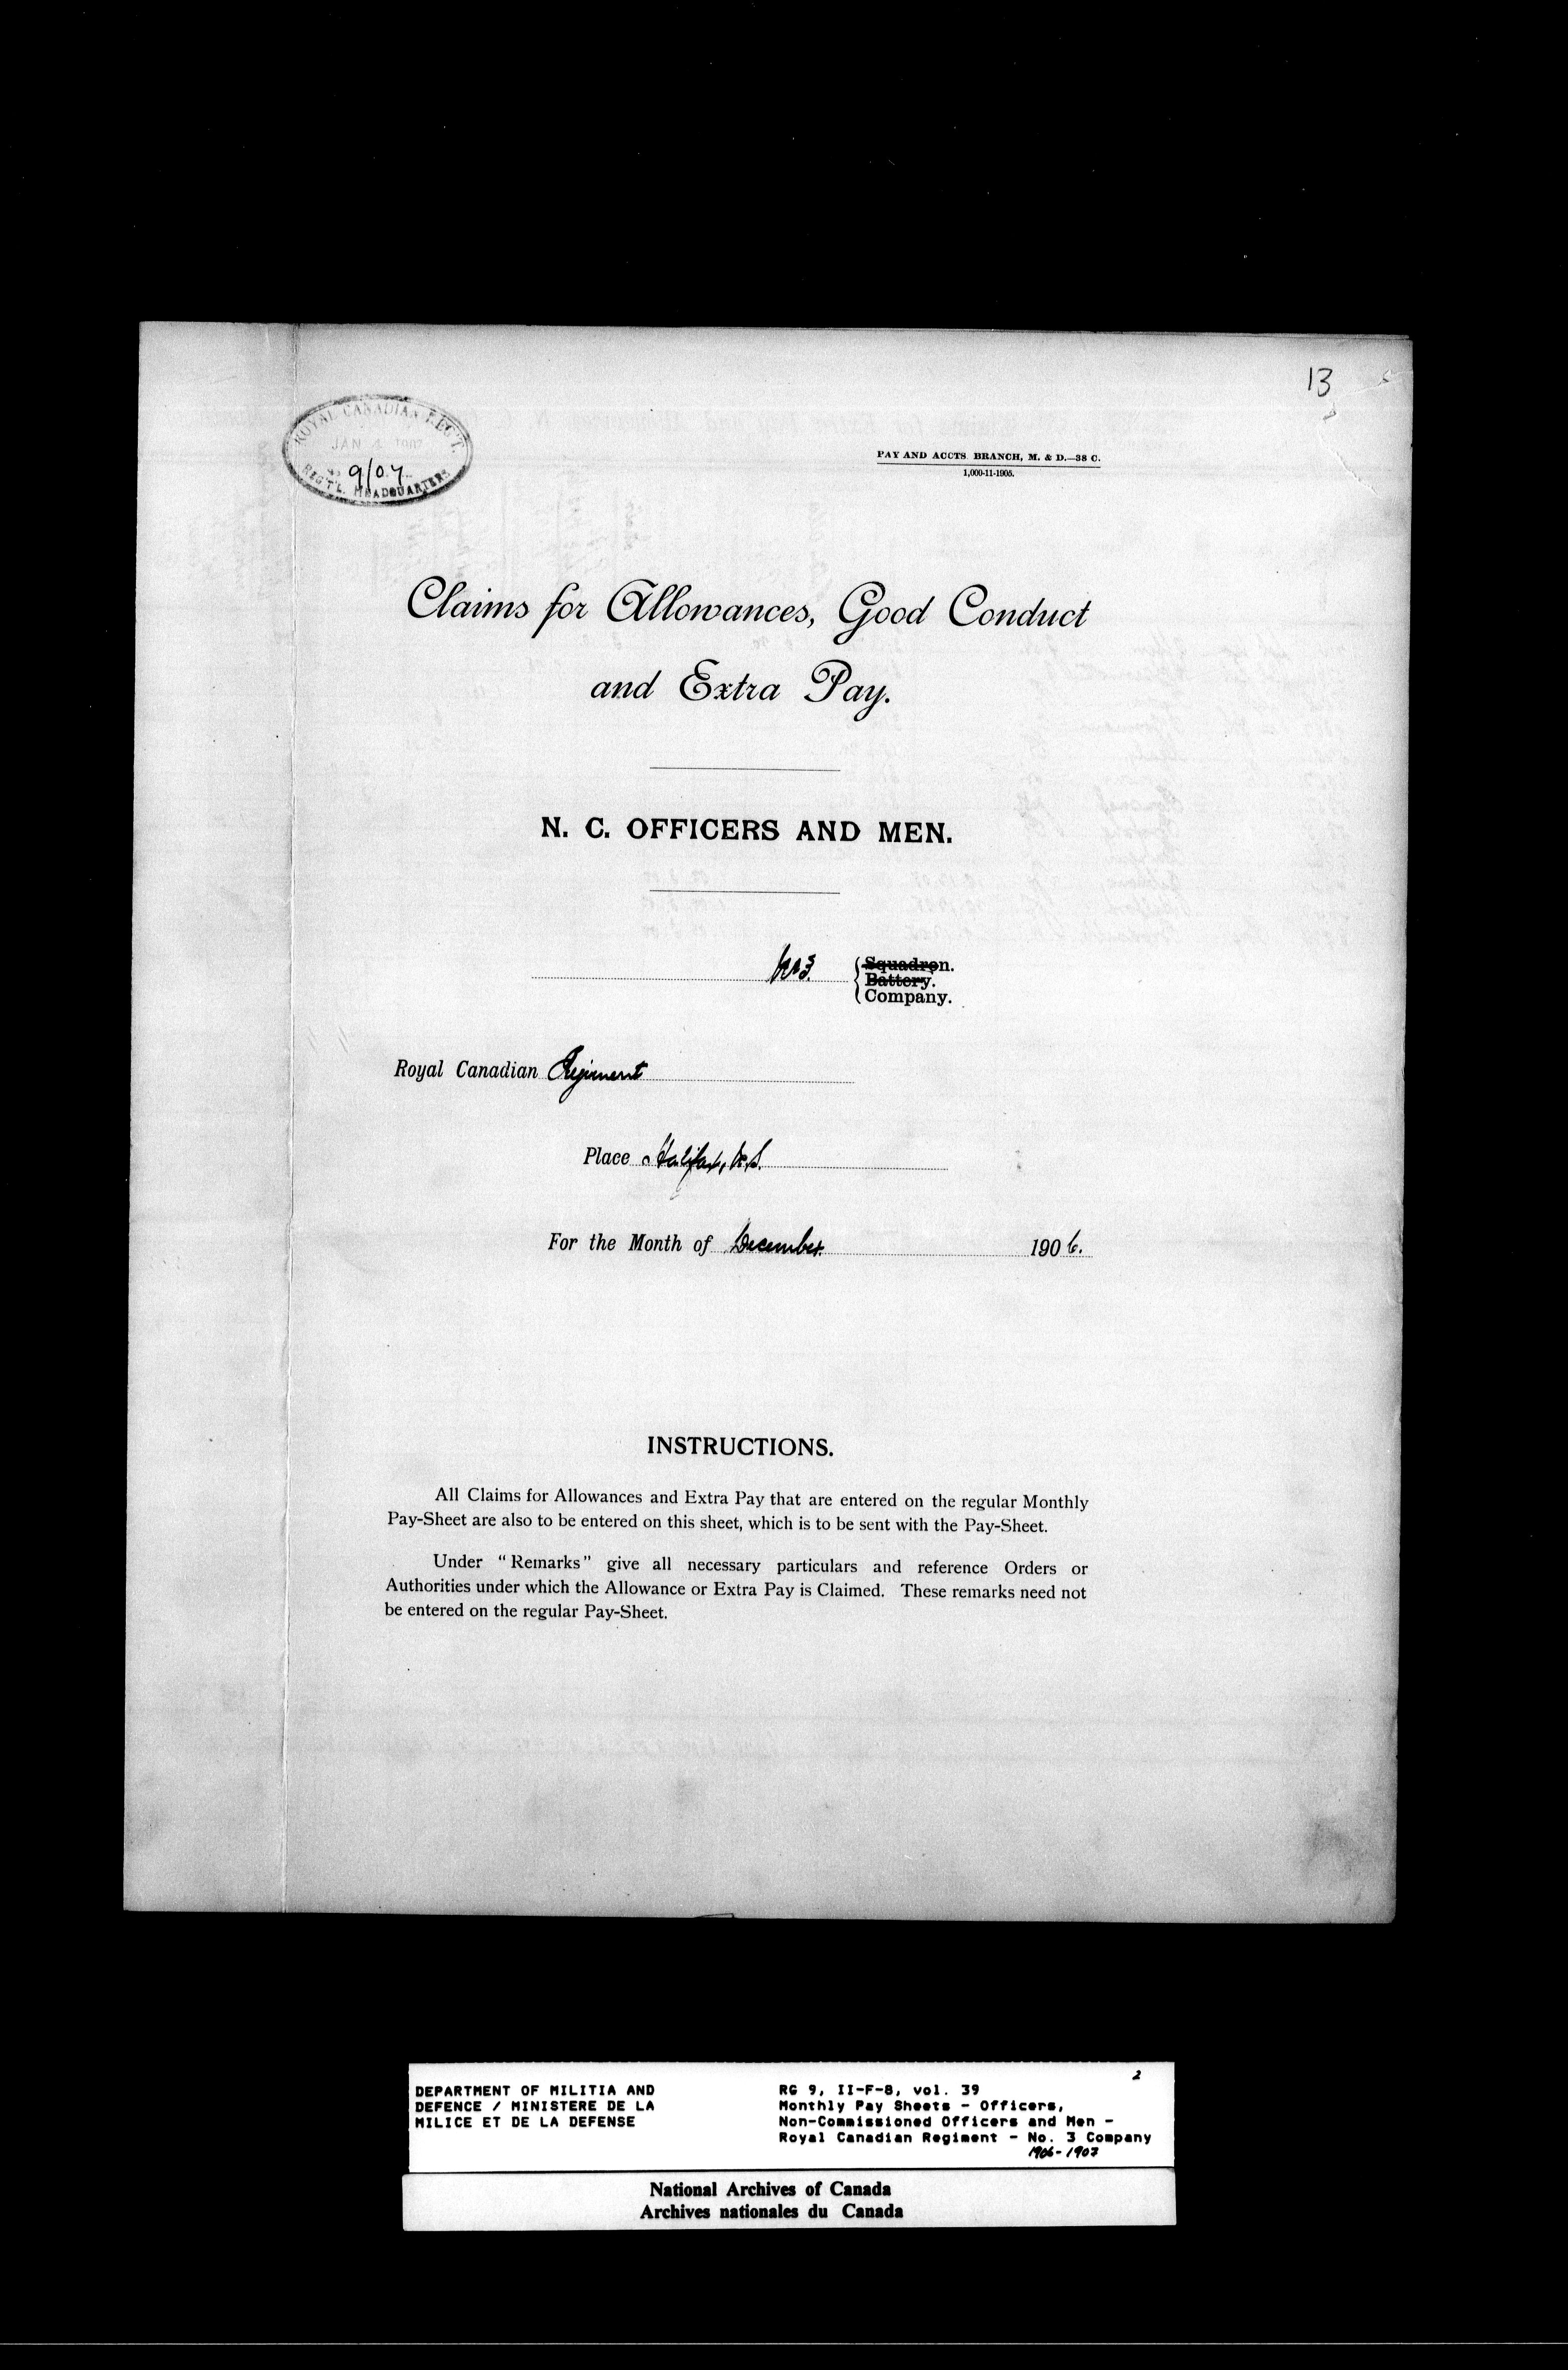 13
ROYAL CANADIAN REG'T.
JAN 4 1907
9/07
REG'T'L. HEADQUARTERS
PAY AND ACCTS. BRANCH, M. & D.—38 C.
1,000-11-1905.
Claims for Allowances, Good Conduct
and Extra Pay.
N. C. OFFICERS AND MEN.
No 3. Squadron.
Battery.
Company.
Royal Canadian Regiment
Place Halifax, N.S.
For the Month of December 1906.
INSTRUCTIONS.
All Claims for Allowances and Extra Pay that are entered on the regular Monthly
Pay-Sheet are also to be entered on this sheet, which is to be sent with the Pay-Sheet.
Under "Remarks" give all necessary particulars and reference Orders or
Authorities under which the Allowance or Extra Pay is Claimed. These remarks need not
be entered on the regular Pay-Sheet.
2
DEPARTMENT OF MILITIA AND
DEFENCE / MINISTERE DE LA
MILICE ET DE LA DEFENSE
RG 9, II-F-8, vol. 39
Monthly Pay Sheets - Officers,
Non-Commissioned Officers and Men -
Royal Canadian Regiment - No. 3 Company
1906-1907
National Archives of Canada
Archives nationales du Canada